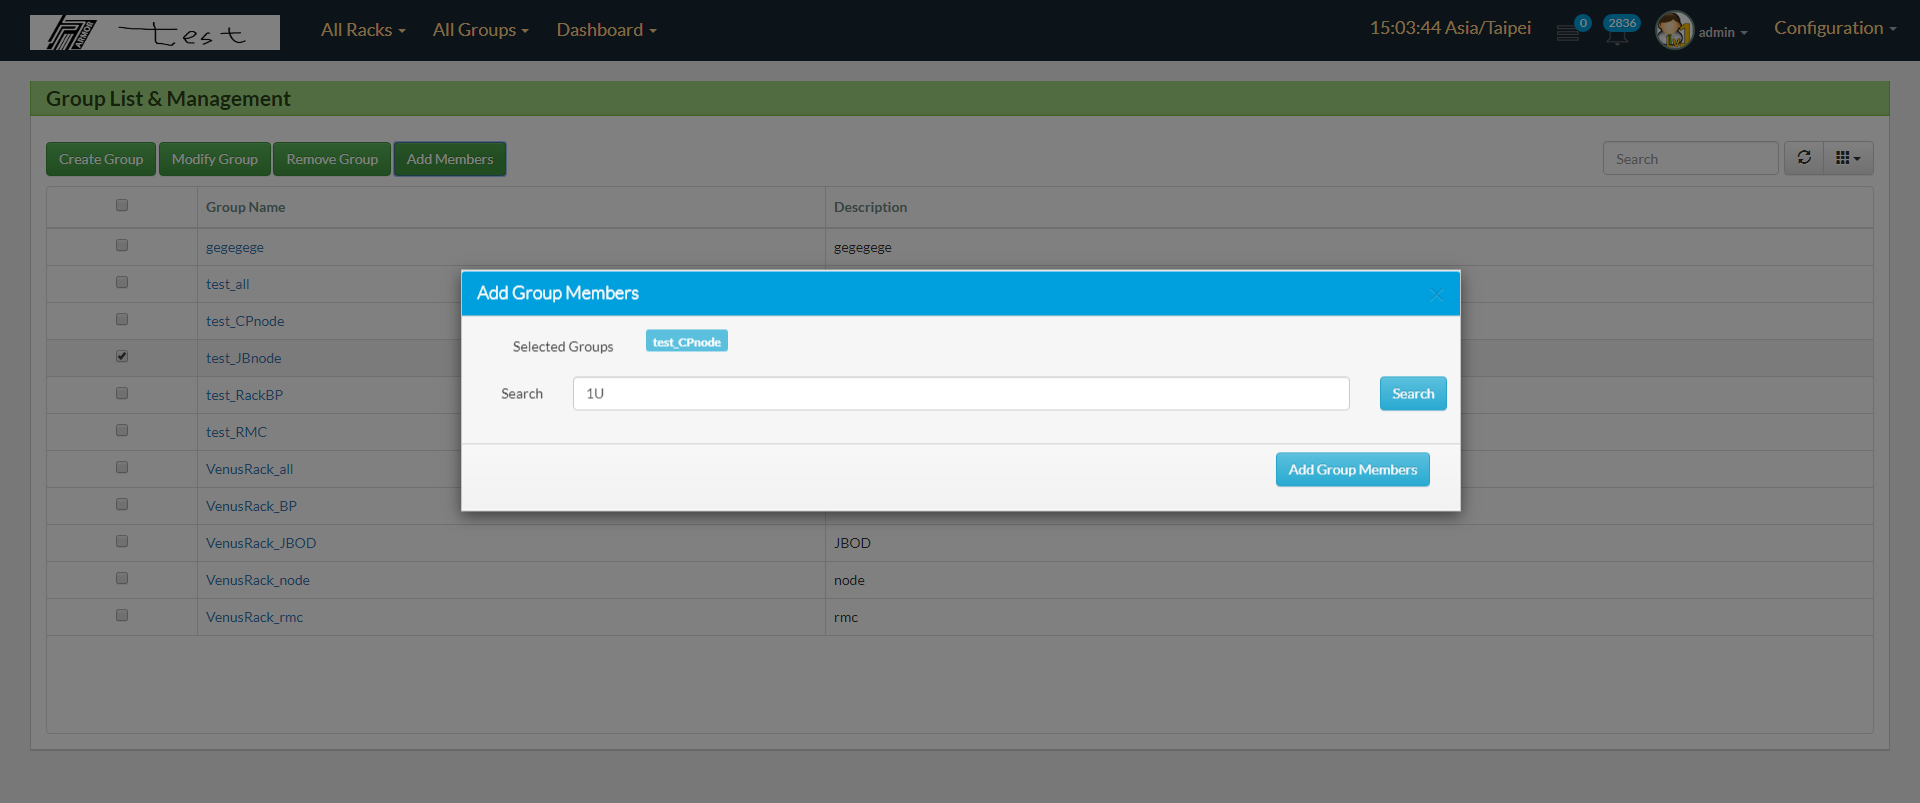 ARMOR test All Racks All Groups Dashboard 15:03:44 Asia/Taipei 0 2836 admin Configuration
Group List & Management
Create Group Modify Group Remove Group Add Members Search
Group Name Description
gegegege gegegege
test_all
Add Group Members ×
test_CPnode
Selected Groups test_CPnode
test_JBnode
Search 1U Search
test_RackBP
test_RMC
VenusRack_all Add Group Members
VenusRack_BP
VenusRack_JBOD JBOD
VenusRack_node node
VenusRack_rmc rmc